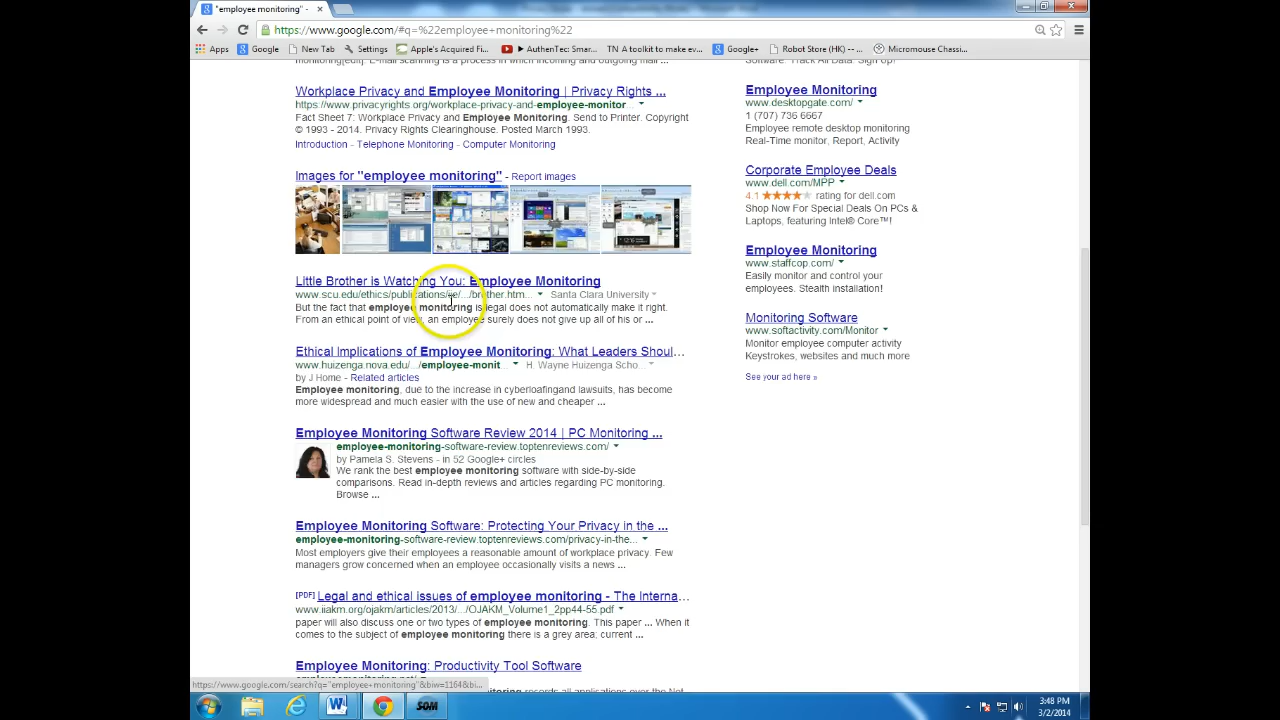 "employee monitoring" -
https://www.google.com/#q=%22employee+monitoring%22
Apps Google New Tab Settings Apple's Acquired Fi... ▶ AuthenTec: Smar... TN A toolkit to make ev... Google+ Robot Store (HK) -- ... Micromouse Chassi...
monitoring[edit]. E-mail scanning is a process in which incoming and outgoing mail ...
Workplace Privacy and Employee Monitoring | Privacy Rights ...
https://www.privacyrights.org/workplace-privacy-and-employee-monitor...
Fact Sheet 7: Workplace Privacy and Employee Monitoring. Send to Printer. Copyright
© 1993 - 2014. Privacy Rights Clearinghouse. Posted March 1993.
Introduction - Telephone Monitoring - Computer Monitoring
Images for "employee monitoring" - Report images
Little Brother is Watching You: Employee Monitoring
www.scu.edu/ethics/publications/iie/.../brother.htm... Santa Clara University
But the fact that employee monitoring is legal does not automatically make it right.
From an ethical point of view, an employee surely does not give up all of his or ...
Ethical Implications of Employee Monitoring: What Leaders Shoul...
www.huizenga.nova.edu/.../employee-monit... H. Wayne Huizenga Scho...
by J Home - Related articles
Employee monitoring, due to the increase in cyberloafingand lawsuits, has become
more widespread and much easier with the use of new and cheaper ...
Employee Monitoring Software Review 2014 | PC Monitoring ...
employee-monitoring-software-review.toptenreviews.com/
by Pamela S. Stevens - in 52 Google+ circles
We rank the best employee monitoring software with side-by-side
comparisons. Read in-depth reviews and articles regarding PC monitoring.
Browse ...
Employee Monitoring Software: Protecting Your Privacy in the ...
employee-monitoring-software-review.toptenreviews.com/privacy-in-the...
Most employers give their employees a reasonable amount of workplace privacy. Few
managers grow concerned when an employee occasionally visits a news ...
[PDF] Legal and ethical issues of employee monitoring - The Interna...
www.iiakm.org/ojakm/articles/2013/.../OJAKM_Volume1_2pp44-55.pdf
paper will also discuss one or two types of employee monitoring. This paper ... When it
comes to the subject of employee monitoring there is a grey area; current ...
Employee Monitoring: Productivity Tool Software
https://www.google.com/search?q="employee+monitoring"&biw=1164&bi...
records all applications over the Net
Software. Track All Data. Sign Up!
Employee Monitoring
www.desktopgate.com/
1 (707) 736 6667
Employee remote desktop monitoring
Real-Time monitor, Report, Activity
Corporate Employee Deals
www.dell.com/MPP
4.1 ★★★★ rating for dell.com
Shop Now For Special Deals On PCs &
Laptops, featuring Intel® Core™!
Employee Monitoring
www.staffcop.com/
Easily monitor and control your
employees. Stealth installation!
Monitoring Software
www.softactivity.com/Monitor
Monitor employee computer activity
Keystrokes, websites and much more
See your ad here »
SOM
3:48 PM
3/2/2014